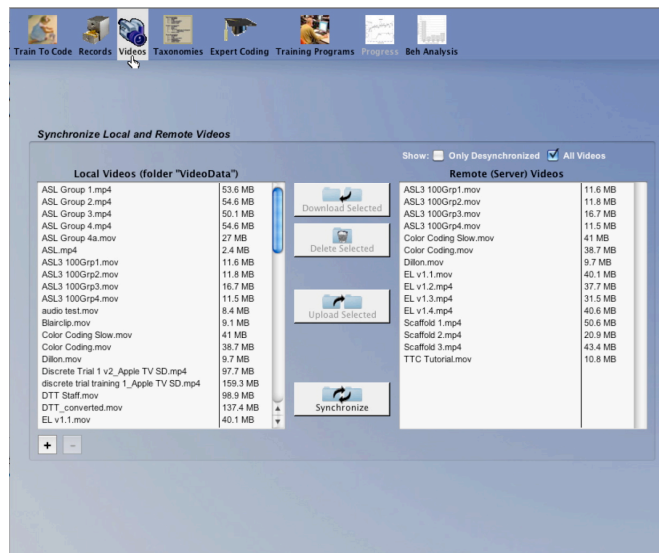 Train To Code Records Videos Taxonomies Expert Coding Training Programs Progress Beh Analysis
Synchronize Local and Remote Videos
Show: Only Desynchronized All Videos
Local Videos (folder "VideoData")
ASL Group 1.mp4 53.6 MB
ASL Group 2.mp4 54.6 MB
ASL Group 3.mp4 50.1 MB
ASL Group 4.mp4 54.6 MB
ASL Group 4a.mov 27 MB
ASL.mp4 2.4 MB
ASL3 100Grp1.mov 11.6 MB
ASL3 100Grp2.mov 11.8 MB
ASL3 100Grp3.mov 16.7 MB
ASL3 100Grp4.mov 11.5 MB
audio test.mov 8.4 MB
Blairclip.mov 9.1 MB
Color Coding Slow.mov 41 MB
Color Coding.mov 38.7 MB
Dillon.mov 9.7 MB
Discrete Trial 1 v2_Apple TV SD.mp4 97.7 MB
discrete trial training 1_Apple TV SD.mp4 159.3 MB
DTT Staff.mov 98.9 MB
DTT_converted.mov 137.4 MB
EL v1.1.mov 40.1 MB
+ -
Download Selected
Delete Selected
Upload Selected
Synchronize
Remote (Server) Videos
ASL3 100Grp1.mov 11.6 MB
ASL3 100Grp2.mov 11.8 MB
ASL3 100Grp3.mov 16.7 MB
ASL3 100Grp4.mov 11.5 MB
Color Coding Slow.mov 41 MB
Color Coding.mov 38.7 MB
Dillon.mov 9.7 MB
EL v1.1.mov 40.1 MB
EL v1.2.mp4 37.7 MB
EL v1.3.mp4 31.5 MB
EL v1.4.mp4 40.6 MB
Scaffold 1.mp4 50.6 MB
Scaffold 2.mp4 20.9 MB
Scaffold 3.mp4 43.4 MB
TTC Tutorial.mov 10.8 MB